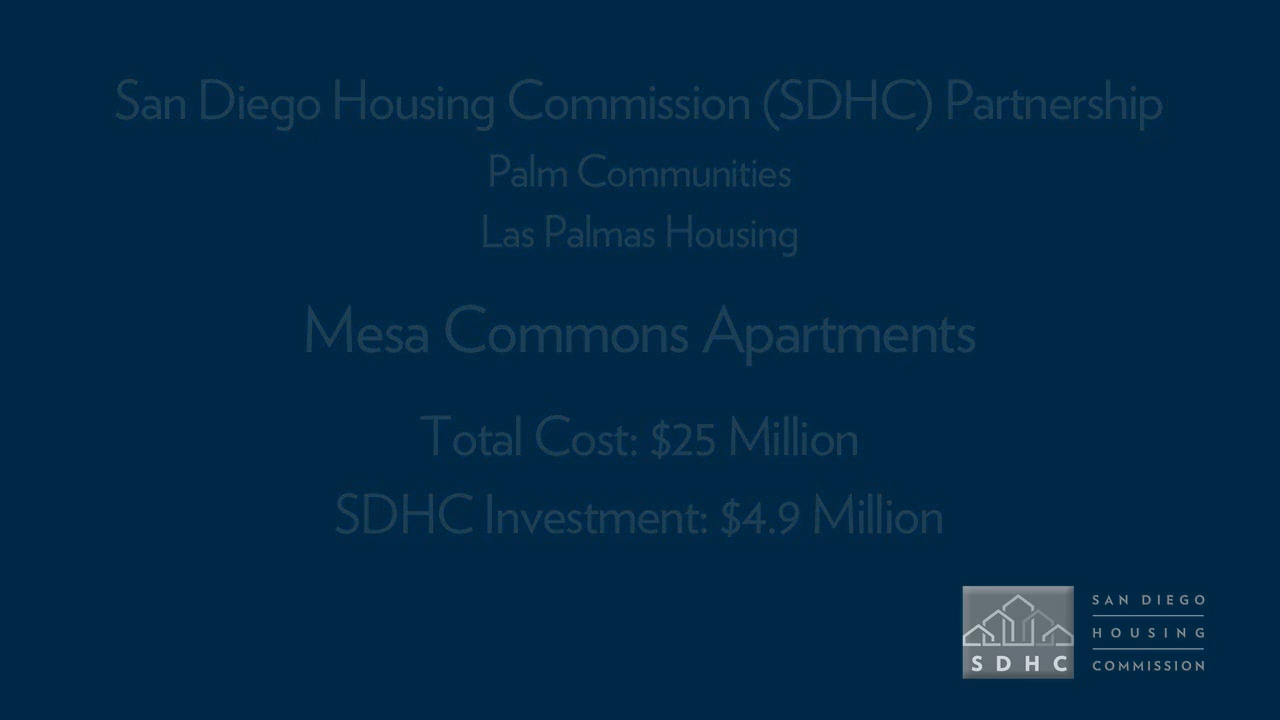 San Diego Housing Commission (SDHC) Partnership
Palm Communities
Las Palmas Housing
Mesa Commons Apartments
Total Cost: $25 Million
SDHC Investment: $4.9 Million
SDHC
SAN DIEGO
HOUSING
COMMISSION